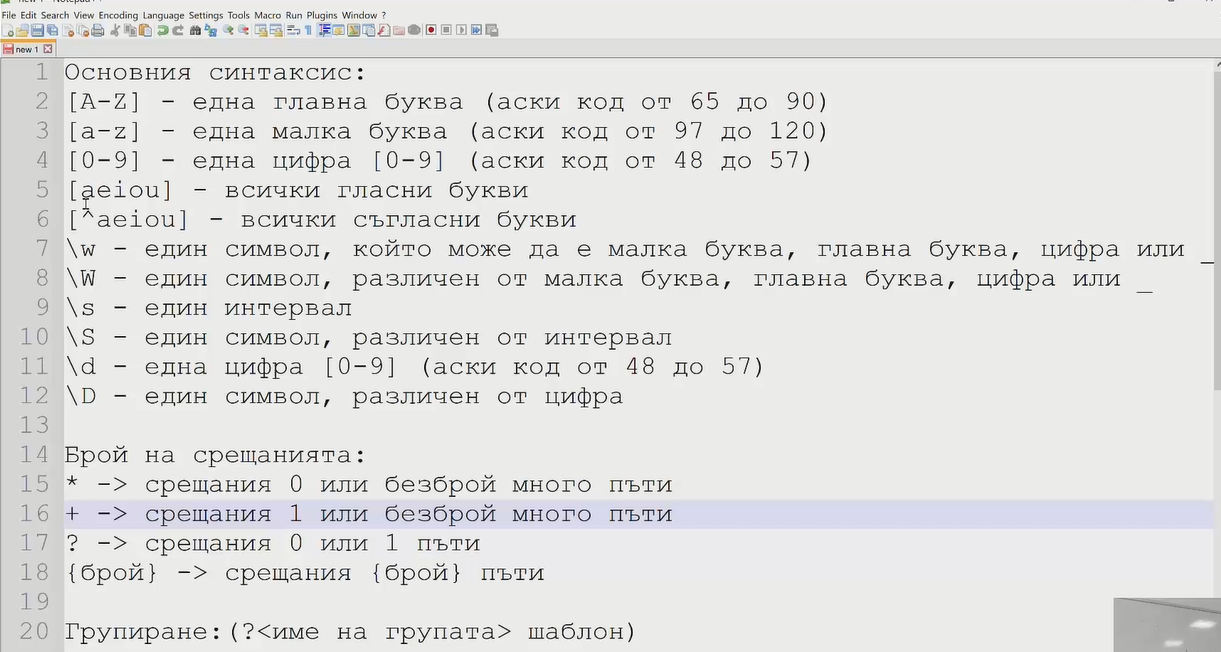 new 1 - Notepad++
File Edit Search View Encoding Language Settings Tools Macro Run Plugins Window ?
new 1
1 Основния синтаксис:
2 [A-Z] - една главна буква (аски код от 65 до 90)
3 [a-z] - една малка буква (аски код от 97 до 120)
4 [0-9] - една цифра [0-9] (аски код от 48 до 57)
5 [aeiou] - всички гласни букви
6 [^aeiou] - всички съгласни букви
7 \w - един символ, който може да е малка буква, главна буква, цифра или _
8 \W - един символ, различен от малка буква, главна буква, цифра или _
9 \s - един интервал
10 \S - един символ, различен от интервал
11 \d - една цифра [0-9] (аски код от 48 до 57)
12 \D - един символ, различен от цифра
13
14 Брой на срещанията:
15 * -> срещания 0 или безброй много пъти
16 + -> срещания 1 или безброй много пъти
17 ? -> срещания 0 или 1 пъти
18 {брой} -> срещания {брой} пъти
19
20 Групиране:(?<име на групата> шаблон)